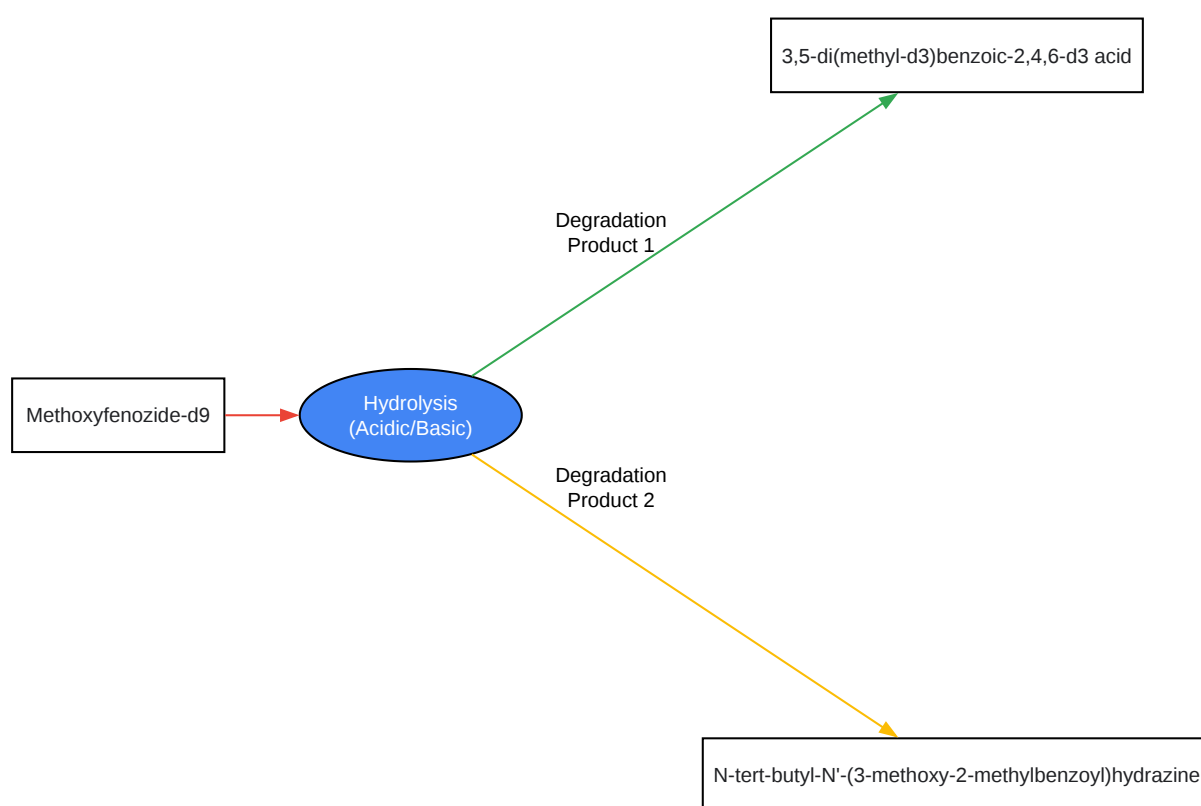 3,5-di(methyl-d3)benzoic-2,4,6-d3 acid
Degradation
Product 1
Methoxyfenozide-d9
Hydrolysis
(Acidic/Basic)
Degradation
Product 2
N-tert-butyl-N'-(3-methoxy-2-methylbenzoyl)hydrazine